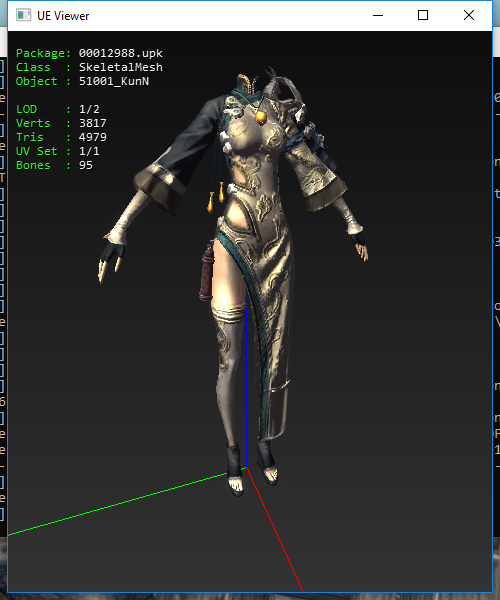 UE Viewer
Package: 00012988.upk
Class : SkeletalMesh
Object : 51001_KunN
LOD : 1/2
Verts : 3817
Tris : 4979
UV Set : 1/1
Bones : 95